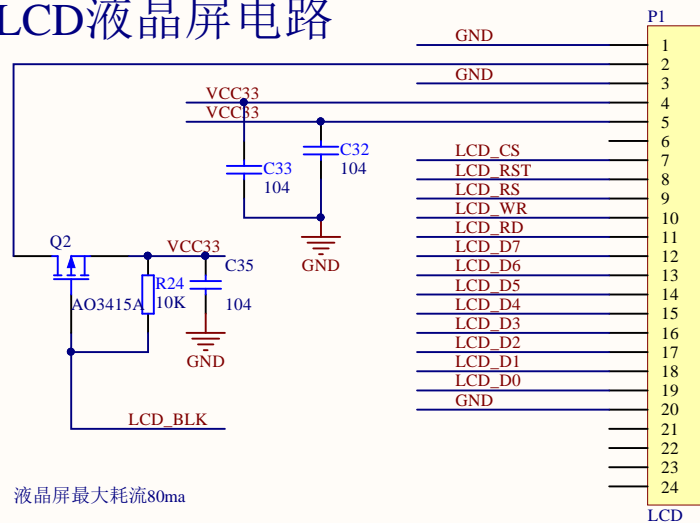 LCD液晶屏电路
P1
GND
1
2
GND
3
VCC33
4
VCC33
5
6
LCD_CS
7
LCD_RST
8
LCD_RS
9
LCD_WR
10
LCD_RD
11
LCD_D7
12
LCD_D6
13
LCD_D5
14
LCD_D4
15
LCD_D3
16
LCD_D2
17
LCD_D1
18
LCD_D0
19
GND
20
21
22
23
24
LCD
C33
104
C32
104
GND
Q2
AO3415A
VCC33
R24
10K
C35
104
GND
LCD_BLK
液晶屏最大耗流80ma